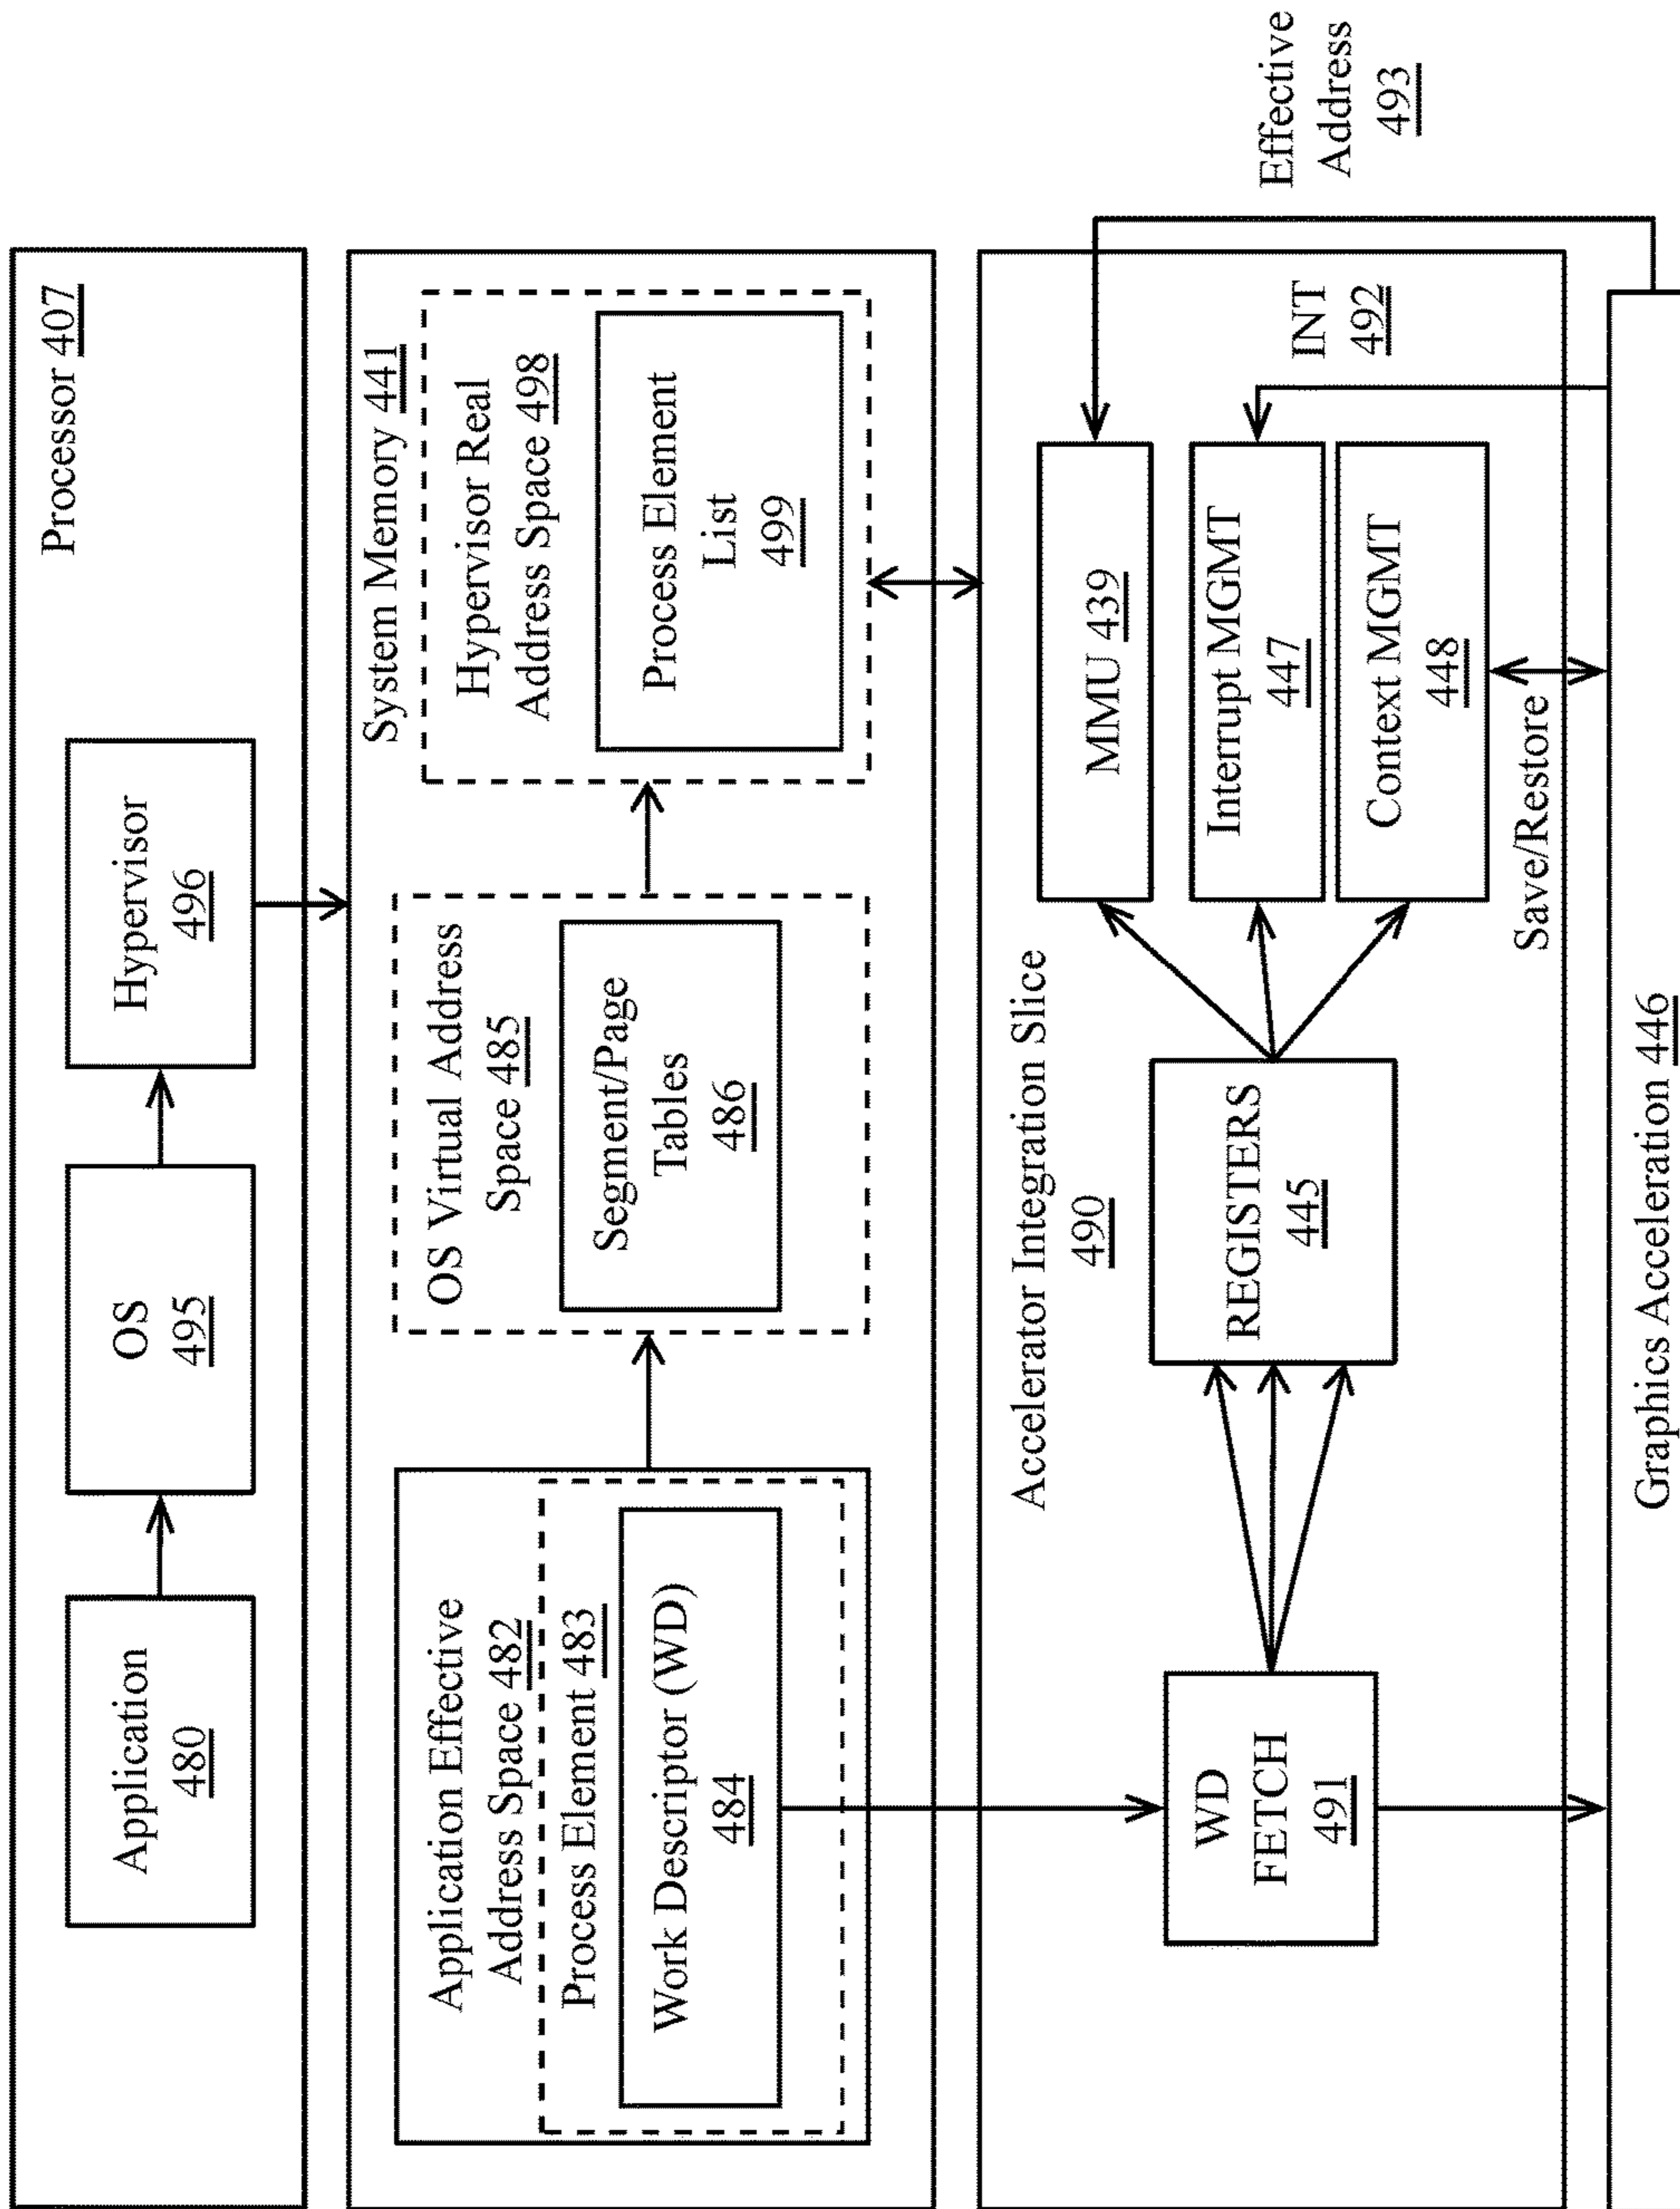 Processor 407
Application
480
OS
495
Hypervisor
496
System Memory 441
Application Effective
Address Space 482
Process Element 483
Work Descriptor (WD)
484
OS Virtual Address
Space 485
Segment/Page
Tables
486
Hypervisor Real
Address Space 498
Process Element
List
499
Accelerator Integration Slice
490
WD
FETCH
491
REGISTERS
445
MMU 439
Interrupt MGMT
447
Context MGMT
448
INT
492
Effective
Address
493
Save/Restore
Graphics Acceleration 446